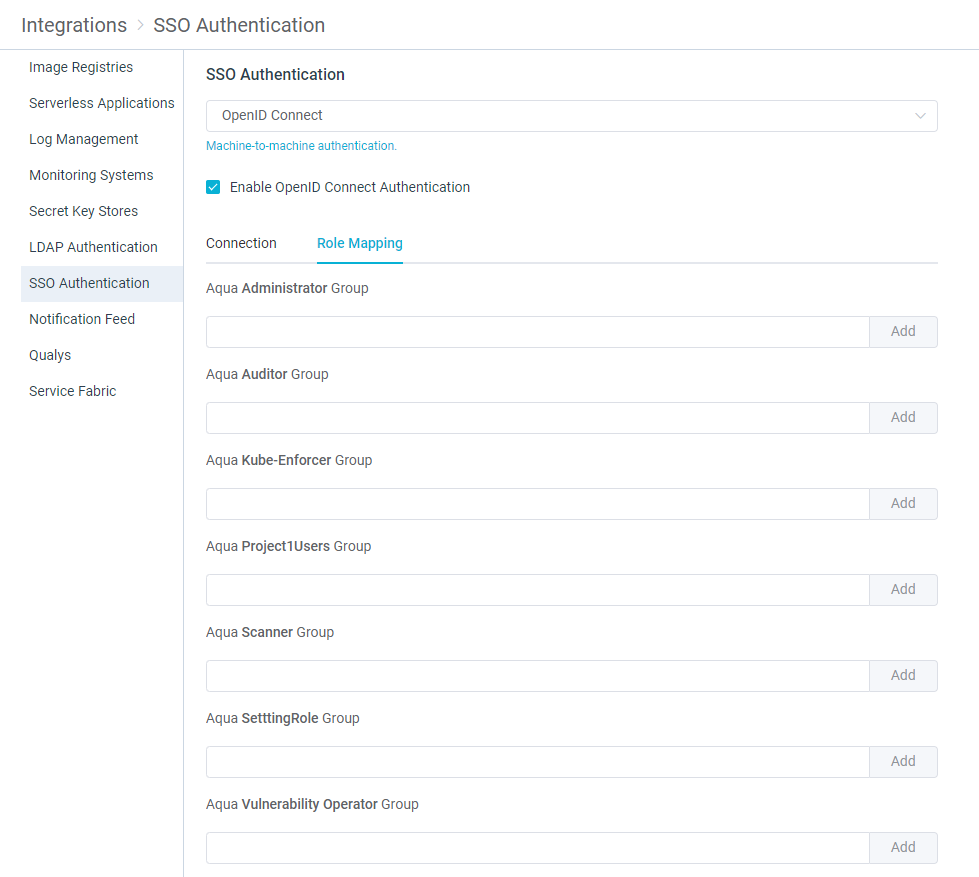 Integrations > SSO Authentication
Image Registries
Serverless Applications
Log Management
Monitoring Systems
Secret Key Stores
LDAP Authentication
SSO Authentication
Notification Feed
Qualys
Service Fabric
SSO Authentication
OpenID Connect
Machine-to-machine authentication.
Enable OpenID Connect Authentication
Connection Role Mapping
Aqua Administrator Group
Add
Aqua Auditor Group
Add
Aqua Kube-Enforcer Group
Add
Aqua Project1Users Group
Add
Aqua Scanner Group
Add
Aqua SetttingRole Group
Add
Aqua Vulnerability Operator Group
Add